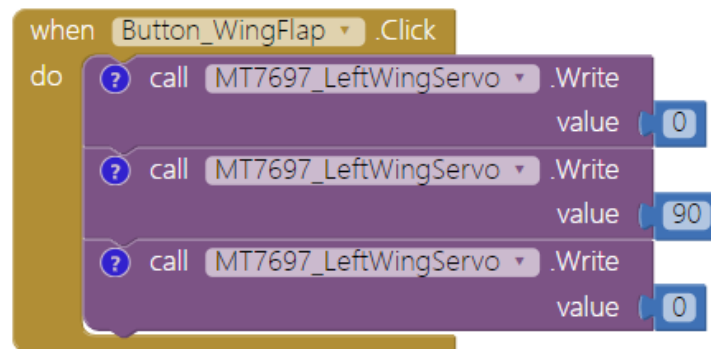 when Button_WingFlap .Click
do ? call MT7697_LeftWingServo .Write
value 0
? call MT7697_LeftWingServo .Write
value 90
? call MT7697_LeftWingServo .Write
value 0